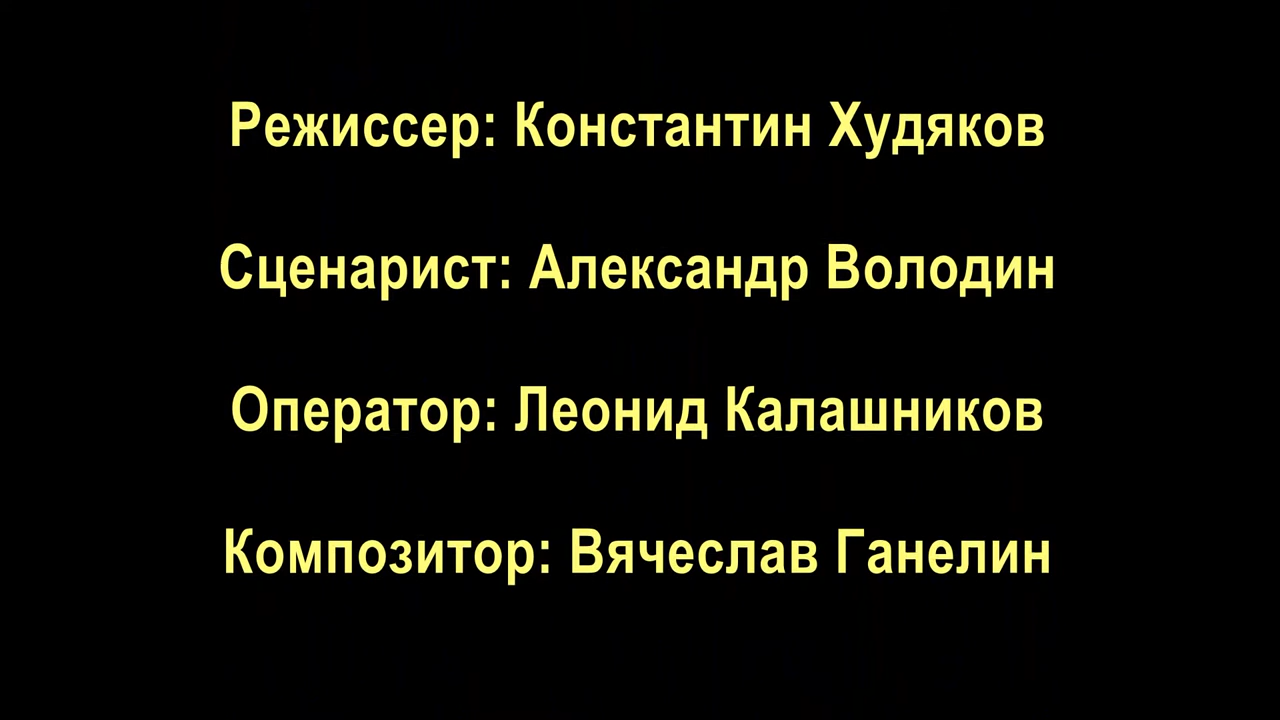 Режиссер: Константин Худяков
Сценарист: Александр Володин
Оператор: Леонид Калашников
Композитор: Вячеслав Ганелин